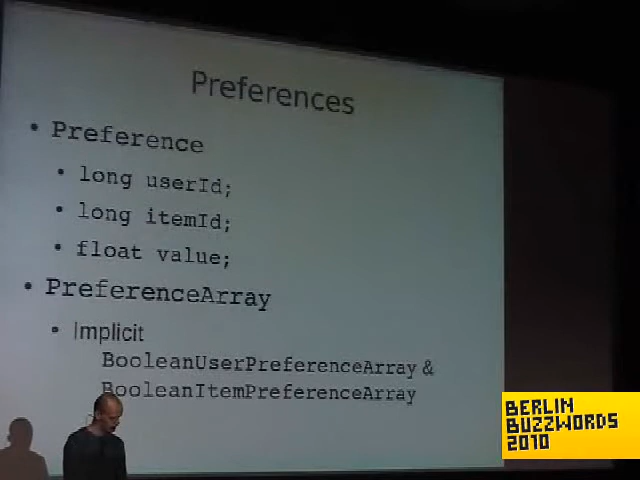 Preferences
• Preference
• long userId;
• long itemId;
• float value;
• PreferenceArray
• Implicit
BooleanUserPreferenceArray &
BooleanItemPreferenceArray
BERLIN
BUZZWORDS
2010